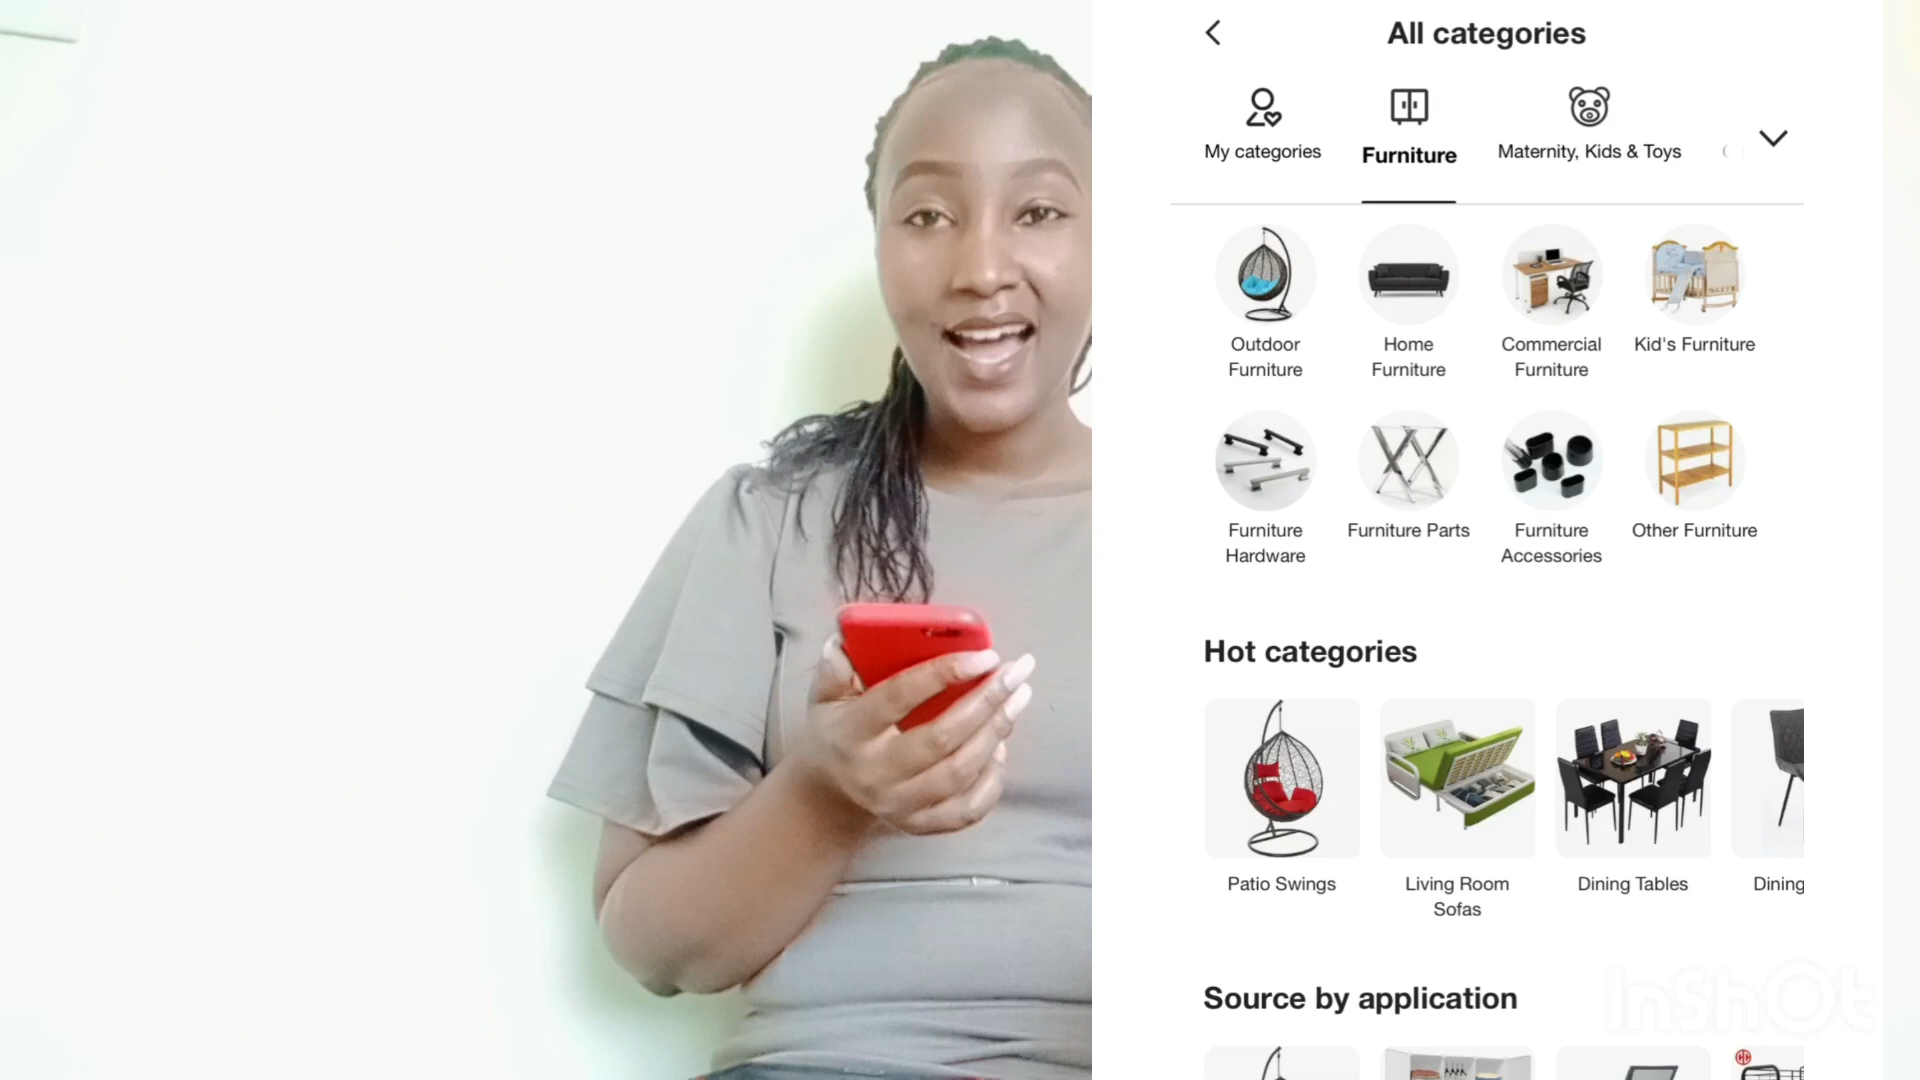 All categories
My categories
Furniture
Maternity, Kids & Toys
Outdoor
Furniture
Home
Furniture
Commercial
Furniture
Kid's Furniture
Furniture
Hardware
Furniture Parts
Furniture
Accessories
Other Furniture
Hot categories
Patio Swings
Living Room
Sofas
Dining Tables
Dining
Source by application
InShOt